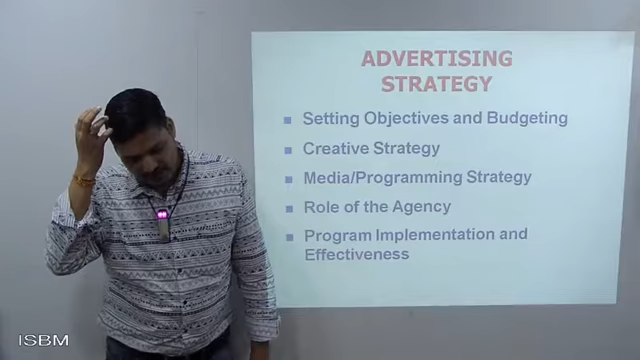 ADVERTISING
STRATEGY
Setting Objectives and Budgeting
Creative Strategy
Media/Programming Strategy
Role of the Agency
Program Implementation and
Effectiveness
ISBM